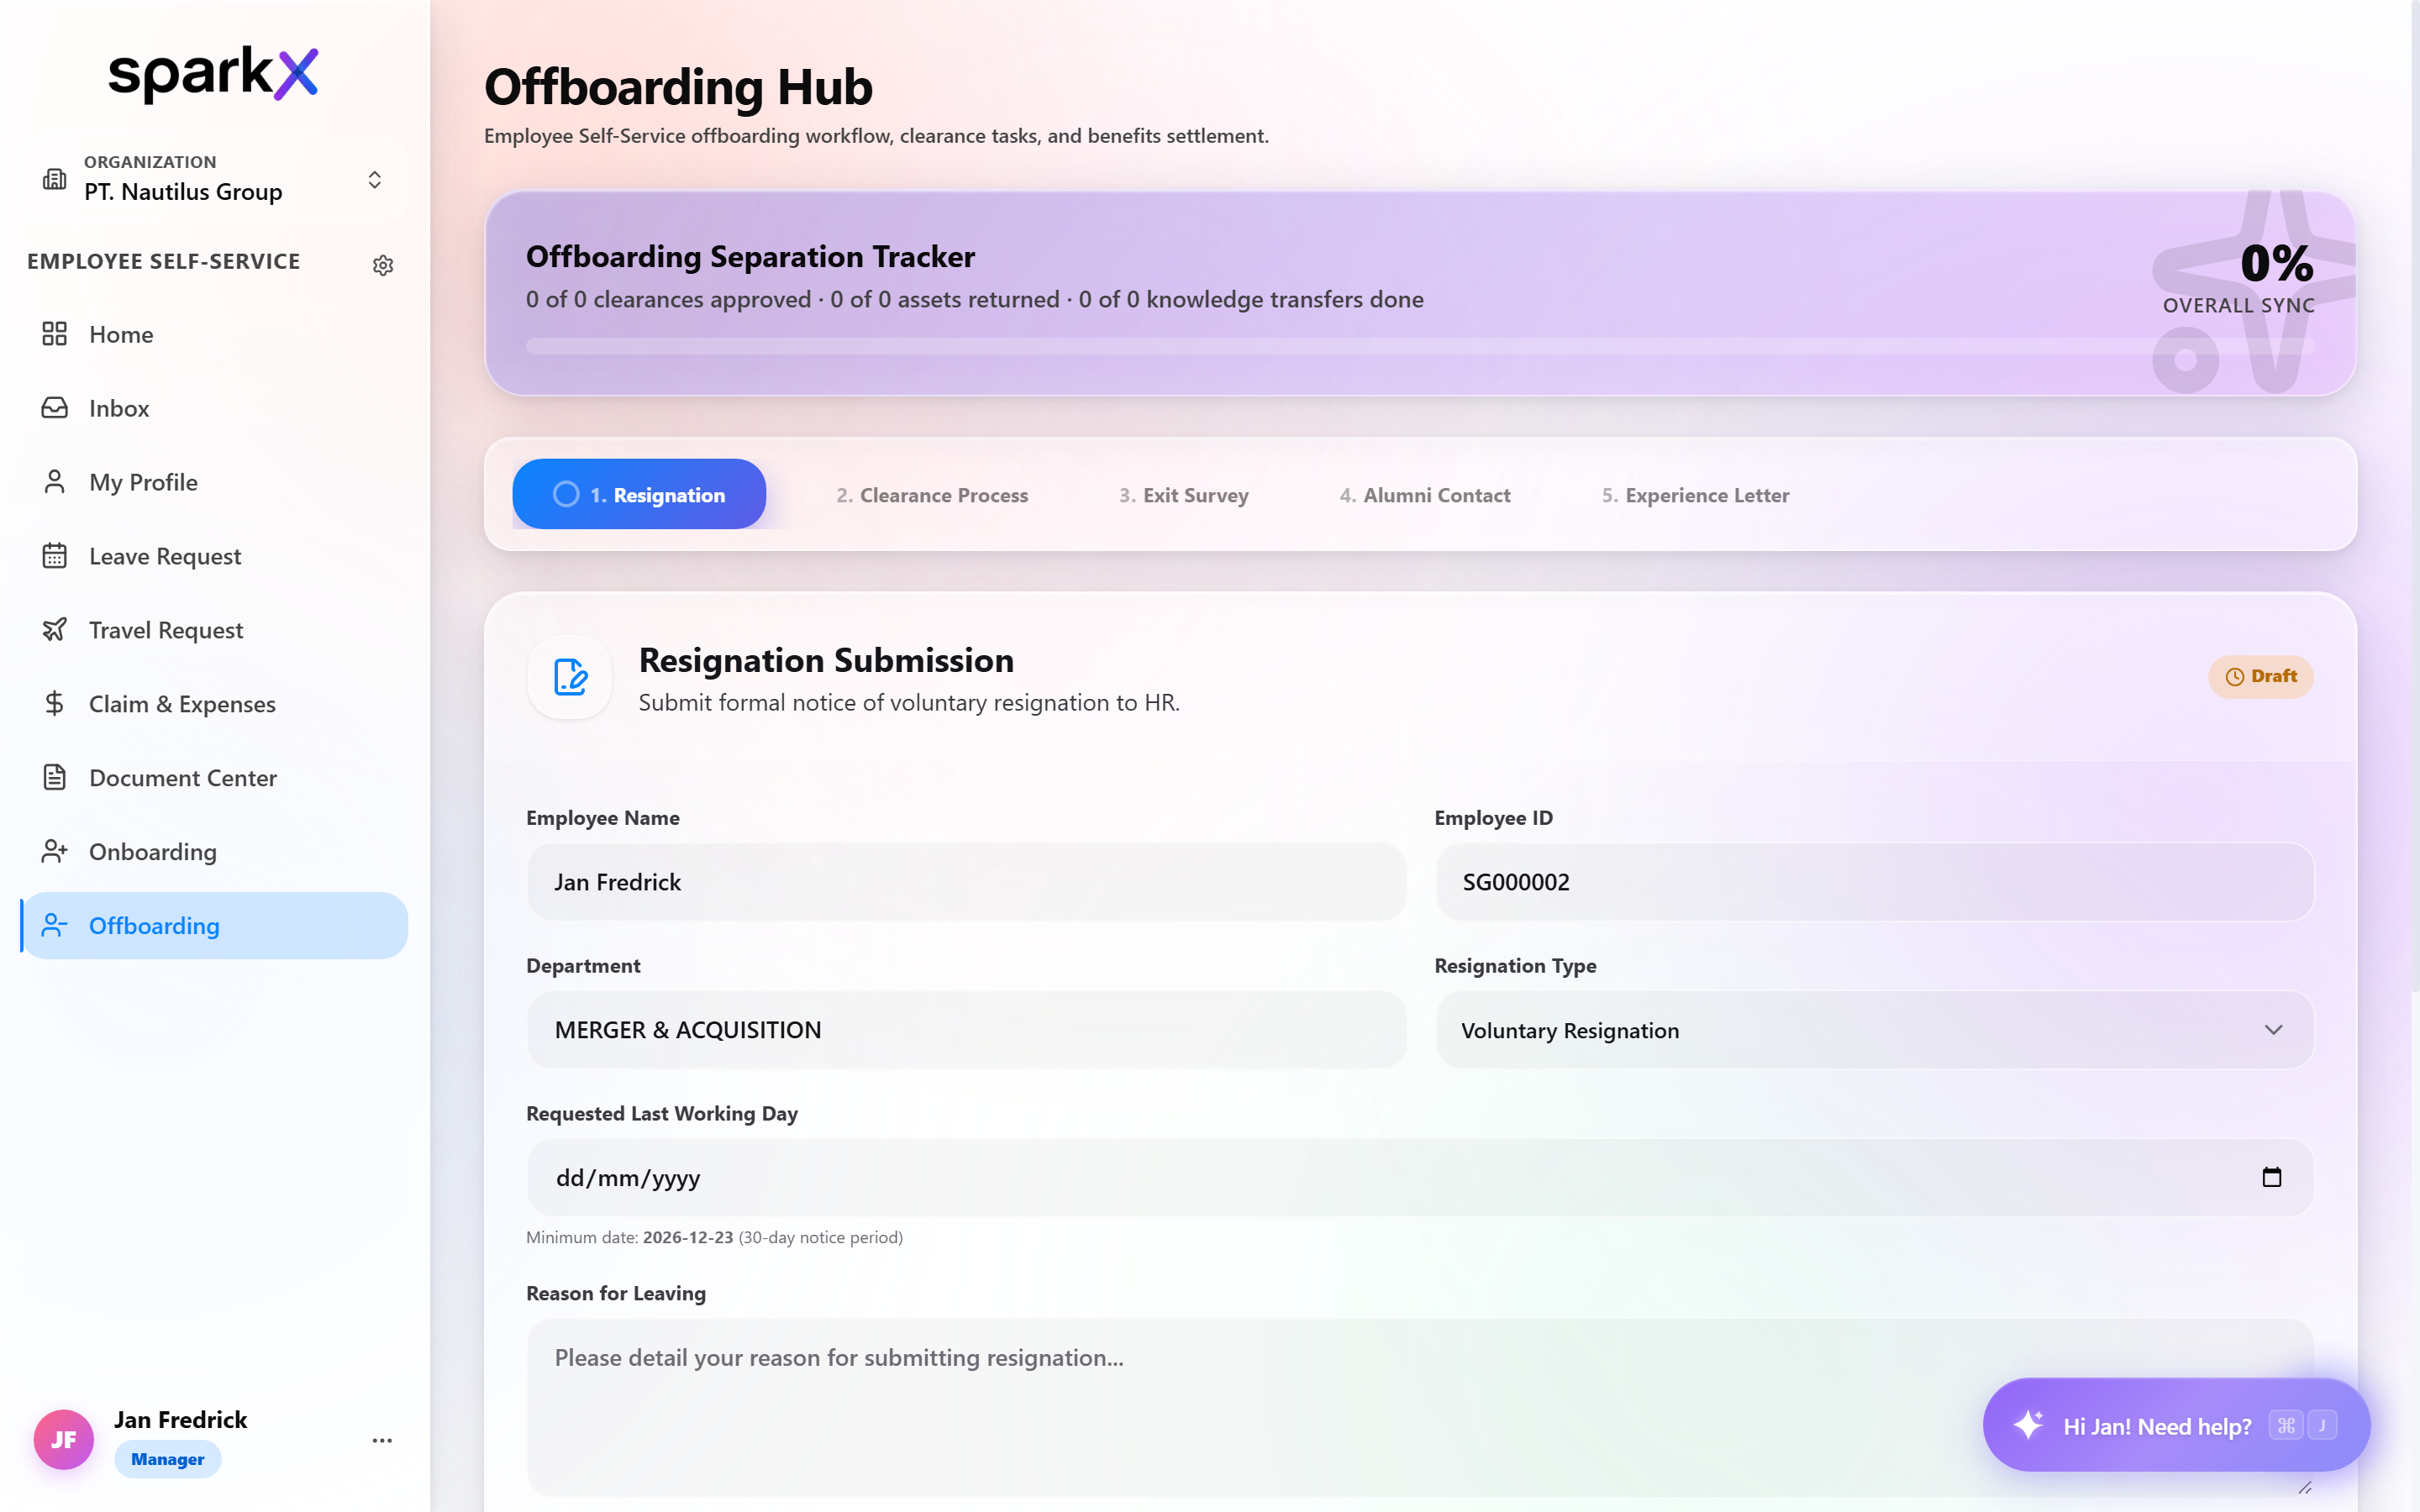 sparkX
ORGANIZATION
PT. Nautilus Group
EMPLOYEE SELF-SERVICE
Home
Inbox
My Profile
Leave Request
Travel Request
Claim & Expenses
Document Center
Onboarding
Offboarding
JF
Jan Fredrick
Manager
Offboarding Hub
Employee Self-Service offboarding workflow, clearance tasks, and benefits settlement.
Offboarding Separation Tracker
0 of 0 clearances approved · 0 of 0 assets returned · 0 of 0 knowledge transfers done
0%
OVERALL SYNC
1. Resignation
2. Clearance Process
3. Exit Survey
4. Alumni Contact
5. Experience Letter
Resignation Submission
Submit formal notice of voluntary resignation to HR.
Draft
Employee Name
Jan Fredrick
Employee ID
SG000002
Department
MERGER & ACQUISITION
Resignation Type
Voluntary Resignation
Requested Last Working Day
dd/mm/yyyy
Minimum date: 2026-12-23 (30-day notice period)
Reason for Leaving
Please detail your reason for submitting resignation...
Hi Jan! Need help? ⌘ J